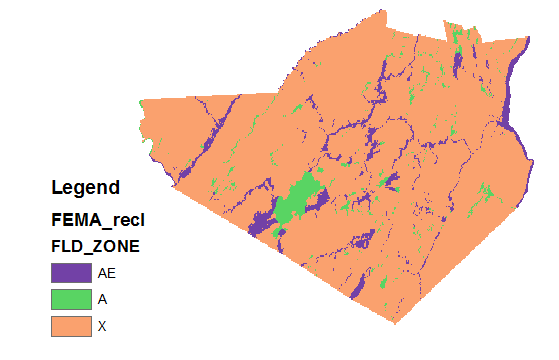 Legend
FEMA_recl
FLD_ZONE
AE
A
X